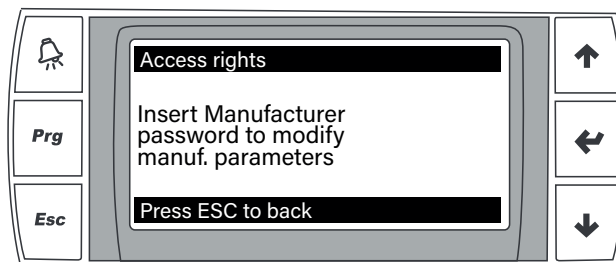 Access rights
Insert Manufacturer
password to modify
manuf. parameters
Press ESC to back
Prg
Esc